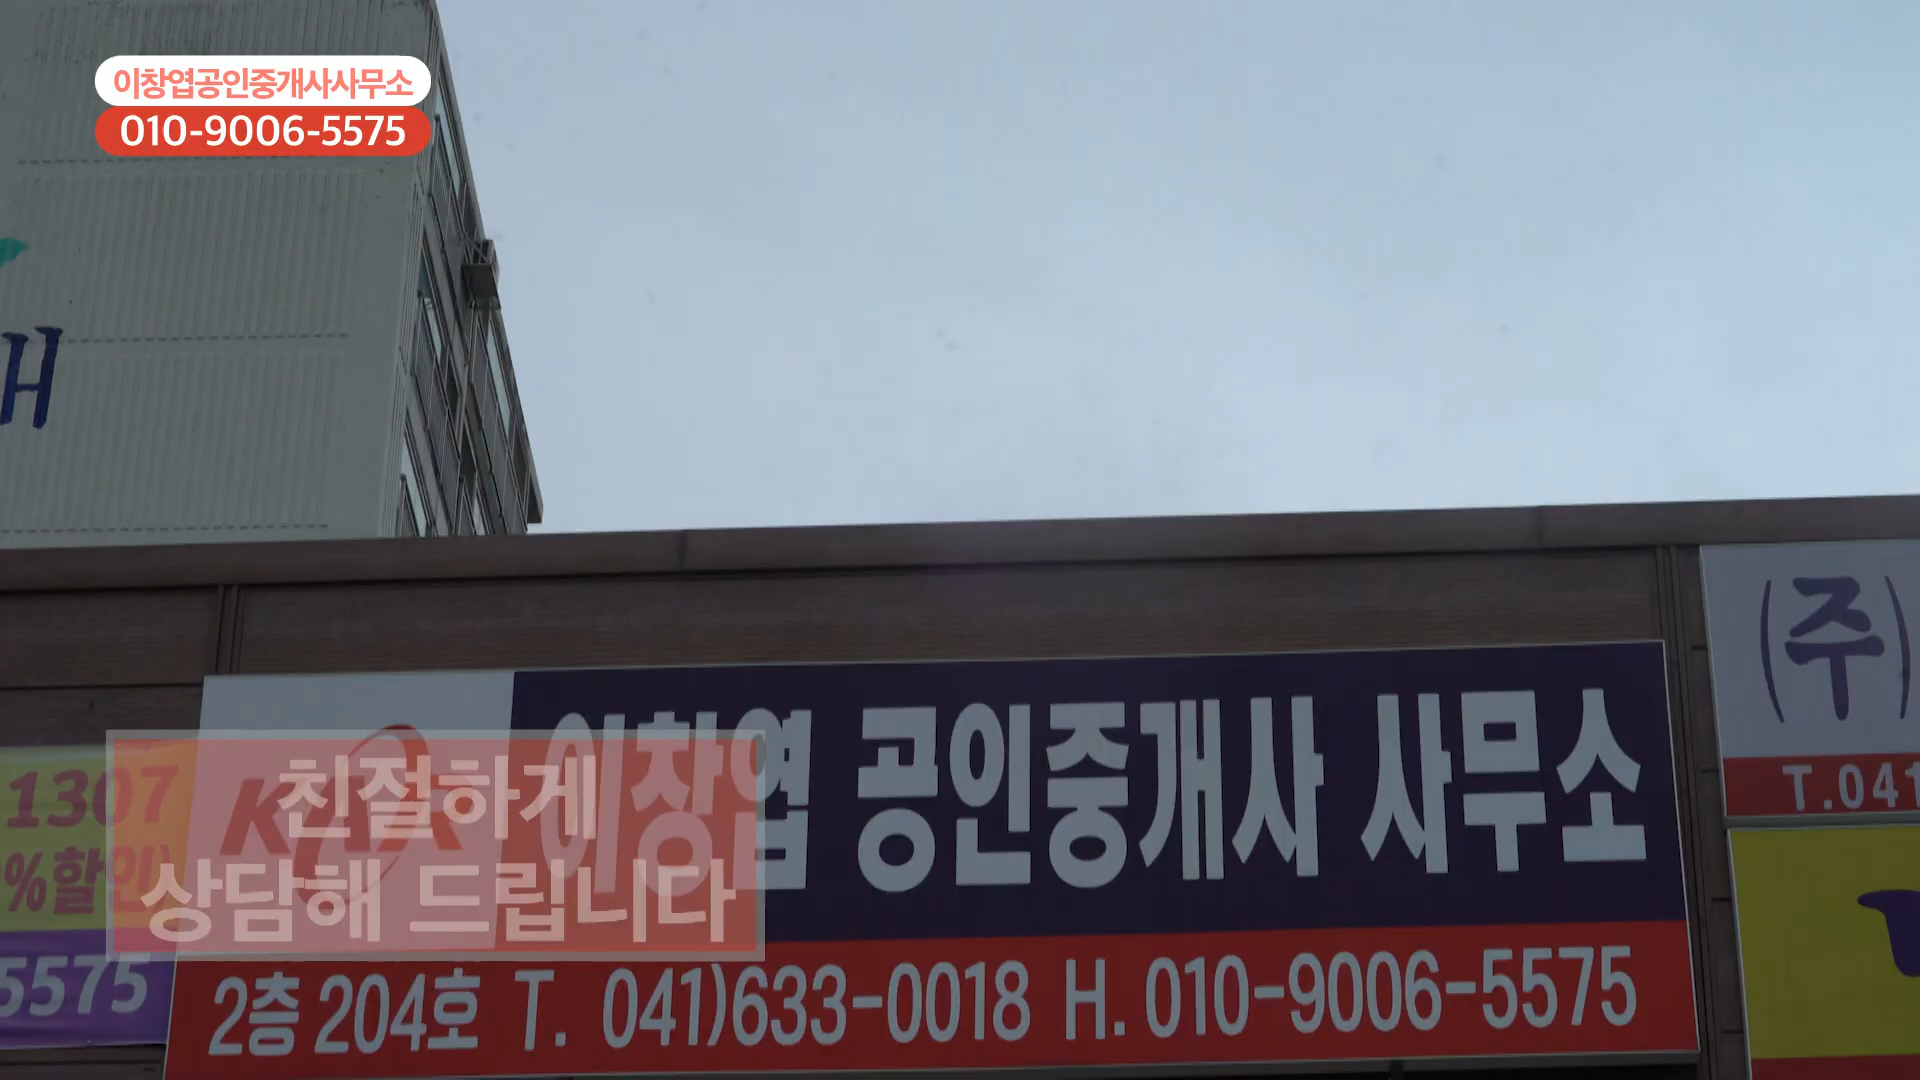 이창엽공인중개사사무소
010-9006-5575
해
(주)
이창엽 공인중개사 사무소
친절하게
상담해 드립니다
1307
%할인)
5575
T.041
2층 204호 T. 041)633-0018 H. 010-9006-5575